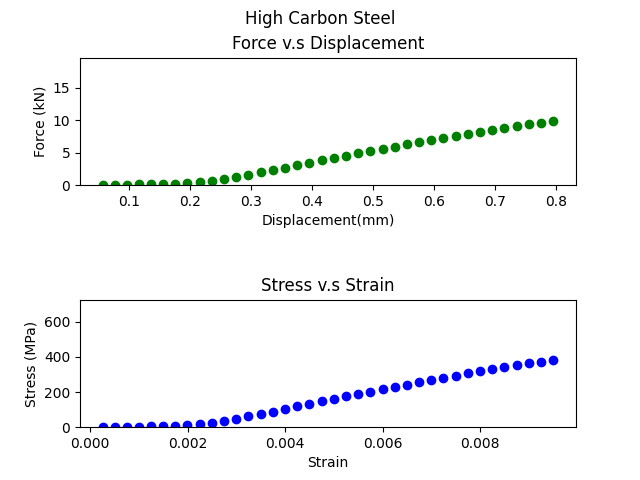 High Carbon Steel
Force v.s Displacement
15
10
5
0
Force (kN)
0.1 0.2 0.3 0.4 0.5 0.6 0.7 0.8
Displacement(mm)
Stress v.s Strain
600
400
200
0
Stress (MPa)
0.000 0.002 0.004 0.006 0.008
Strain